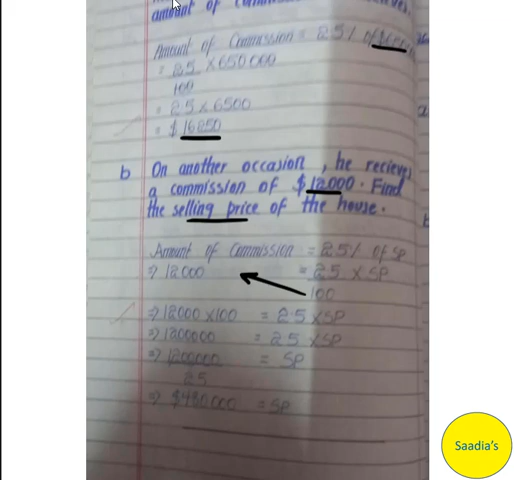 amount of
Amount of Commission = 2.5% of
= 2.5 × 650 000
100
= 2.5 × 6500
= $ 16250
b On another occasion, he recieves
a commission of $ 12000. Find
the selling price of the house.
Amount of Commission = 2.5% of SP
⇒ 12000 = 2.5 × SP
100
⇒ 12000 × 100 = 2.5 × SP
⇒ 1200000 = 2.5 × SP
⇒ 1200000 = SP
2.5
⇒ $480000 = SP
Saadia's